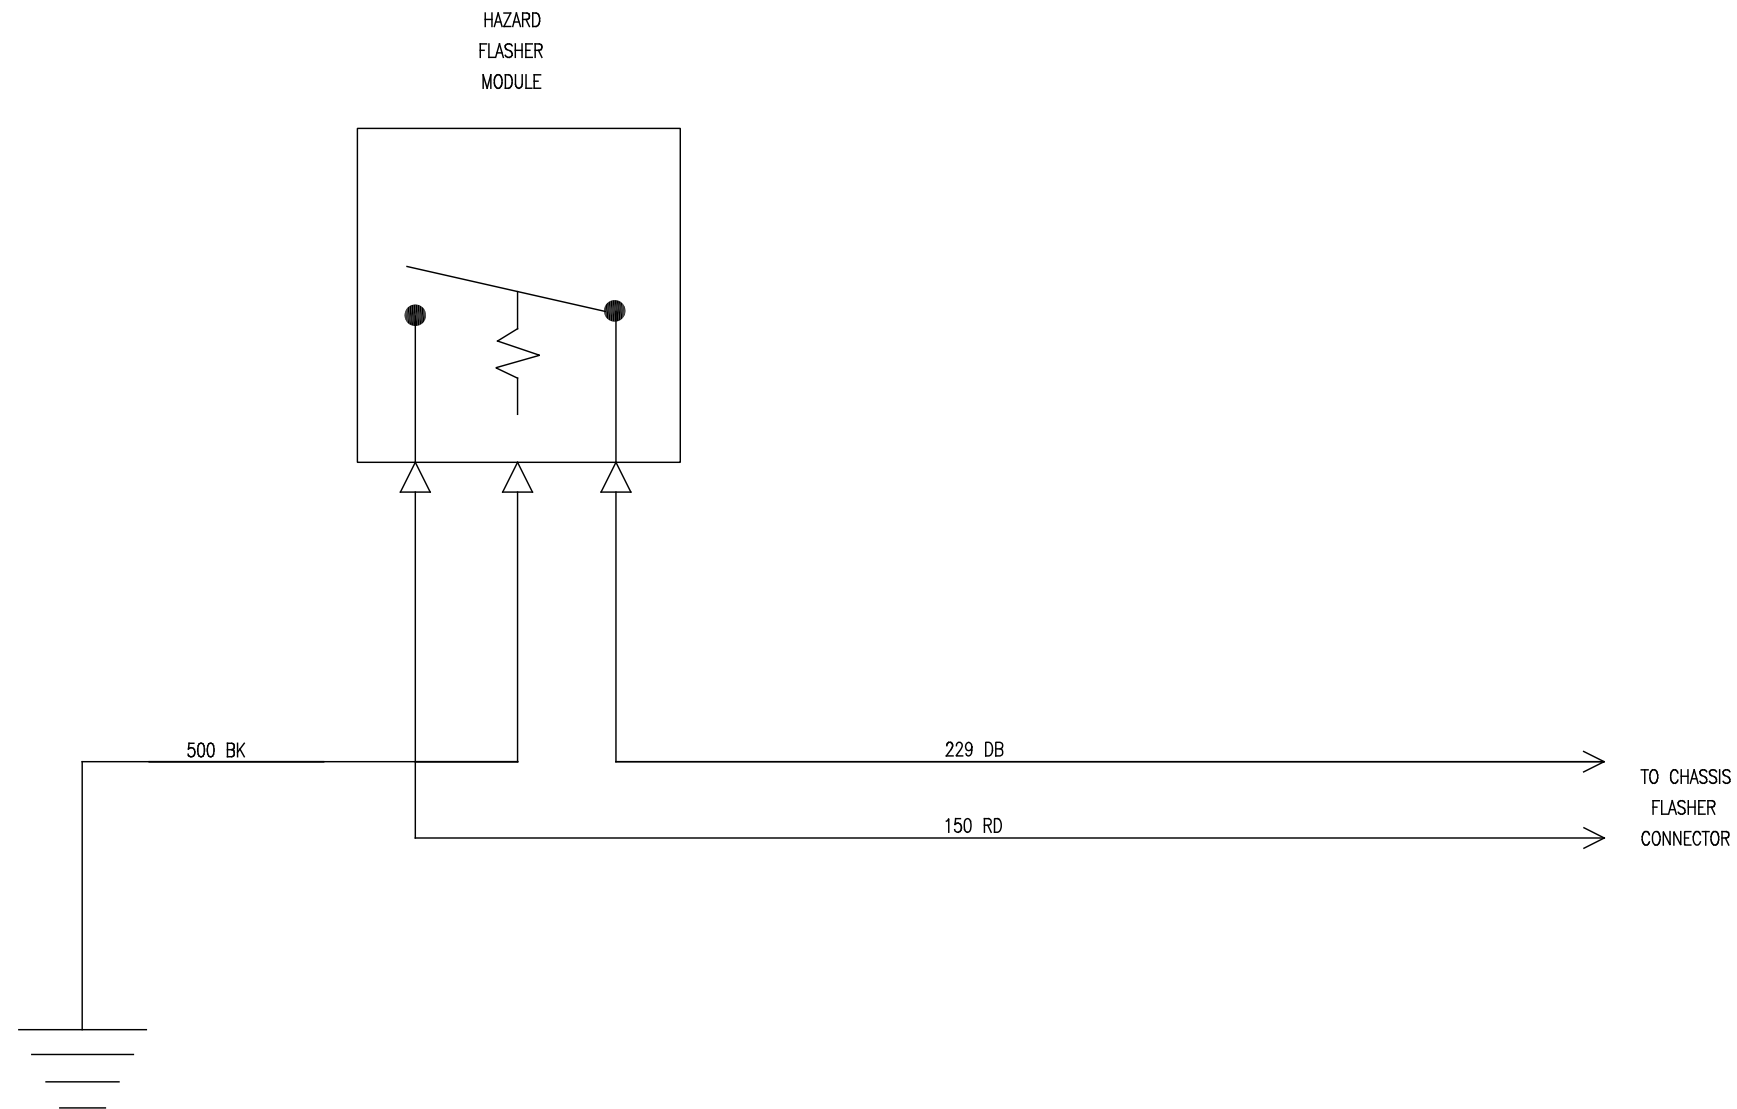 HAZARD
FLASHER
MODULE
500 BK
229 DB
TO CHASSIS
FLASHER
CONNECTOR
150 RD